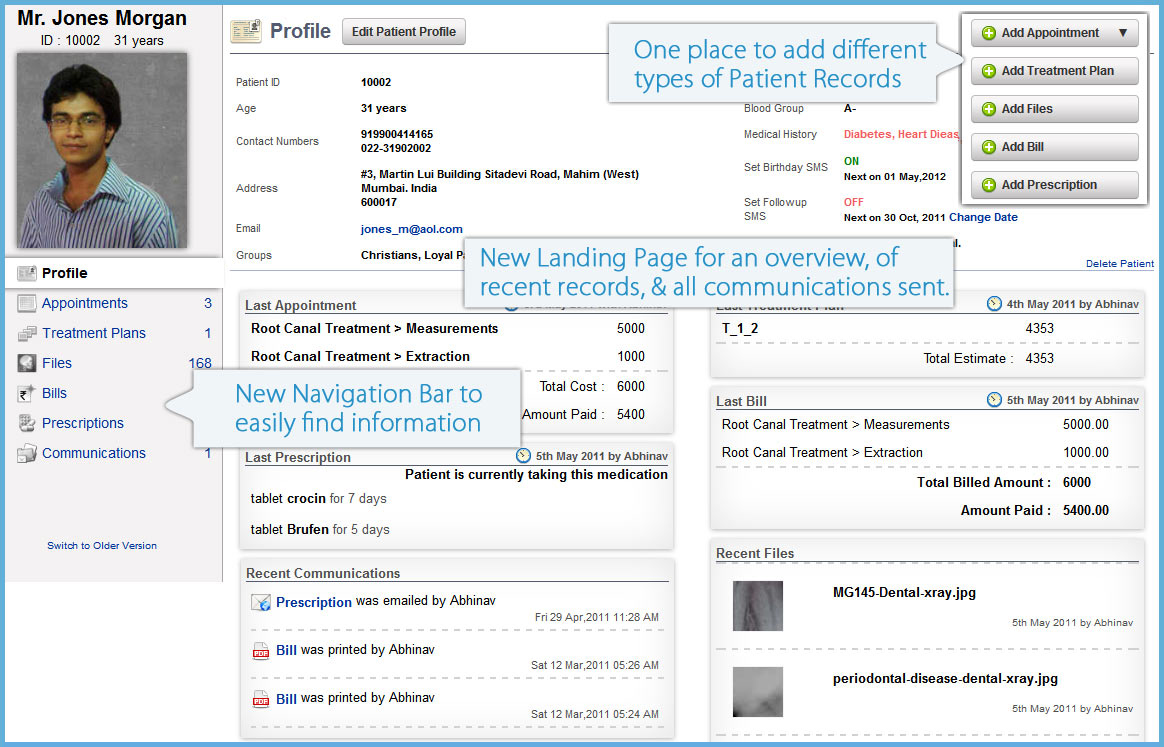 Mr. Jones Morgan
ID : 10002 31 years
Profile
Appointments 3
Treatment Plans 1
Files 168
Bills
Prescriptions
Communications 1
Switch to Older Version
Profile Edit Patient Profile
Patient ID 10002
Age 31 years
Contact Numbers 919900414165
022-31902002
Address #3, Martin Lui Building Sitadevi Road, Mahim (West)
Mumbai. India
600017
Email jones_m@aol.com
Groups Christians, Loyal
Blood Group A-
Medical History Diabetes, Heart Dieas
Set Birthday SMS ON
Next on 01 May,2012
Set Followup SMS OFF
Next on 30 Oct, 2011 Change Date
Delete Patient
One place to add different
types of Patient Records
Add Appointment ▼
Add Treatment Plan
Add Files
Add Bill
Add Prescription
New Landing Page for an overview, of
recent records, & all communications sent.
New Navigation Bar to
easily find information
Last Appointment
Root Canal Treatment > Measurements 5000
Root Canal Treatment > Extraction 1000
Total Cost : 6000
Amount Paid : 5400
Last Prescription 5th May 2011 by Abhinav
Patient is currently taking this medication
tablet crocin for 7 days
tablet Brufen for 5 days
Recent Communications
Prescription was emailed by Abhinav
Fri 29 Apr,2011 11:28 AM
Bill was printed by Abhinav
Sat 12 Mar,2011 05:26 AM
Bill was printed by Abhinav
Sat 12 Mar,2011 05:24 AM
Last Treatment Plan 4th May 2011 by Abhinav
T_1_2 4353
Total Estimate : 4353
Last Bill 5th May 2011 by Abhinav
Root Canal Treatment > Measurements 5000.00
Root Canal Treatment > Extraction 1000.00
Total Billed Amount : 6000
Amount Paid : 5400.00
Recent Files
MG145-Dental-xray.jpg
5th May 2011 by Abhinav
periodontal-disease-dental-xray.jpg
5th May 2011 by Abhinav